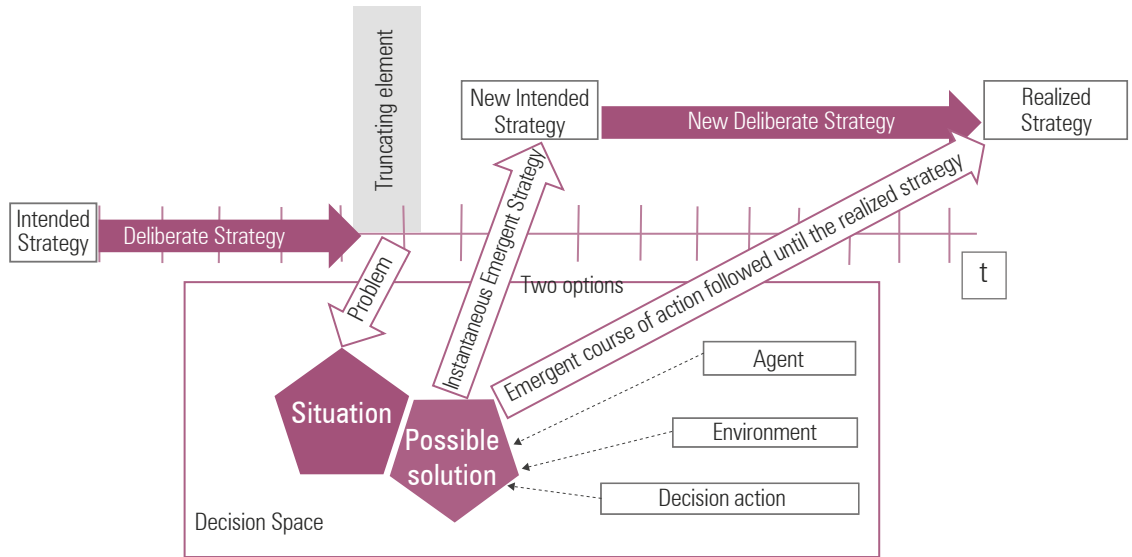 Truncating element
New Intended
Strategy
New Deliberate Strategy
Realized
Strategy
Intended
Strategy
Deliberate Strategy
t
Problem
Instantaneous Emergent Strategy
Two options
Emergent course of action followed until the realized strategy
Agent
Situation
Possible
solution
Environment
Decision action
Decision Space